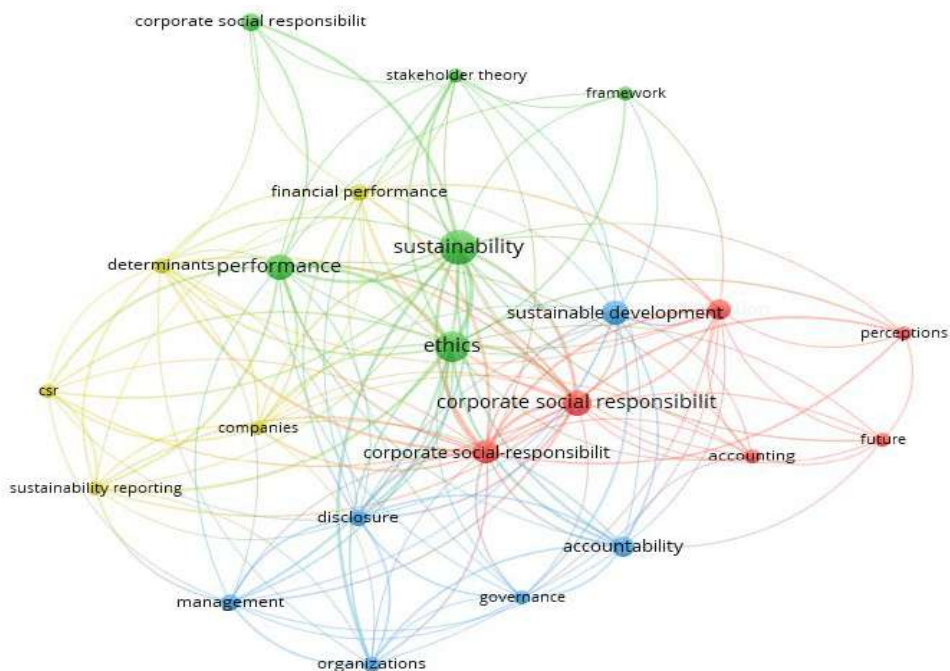 corporate social responsibilit
stakeholder theory
framework
financial performance
sustainability
determinants
performance
sustainable development
perceptions
ethics
csr
corporate social responsibilit
companies
future
corporate social-responsibilit
accounting
sustainability reporting
disclosure
accountability
governance
management
organizations